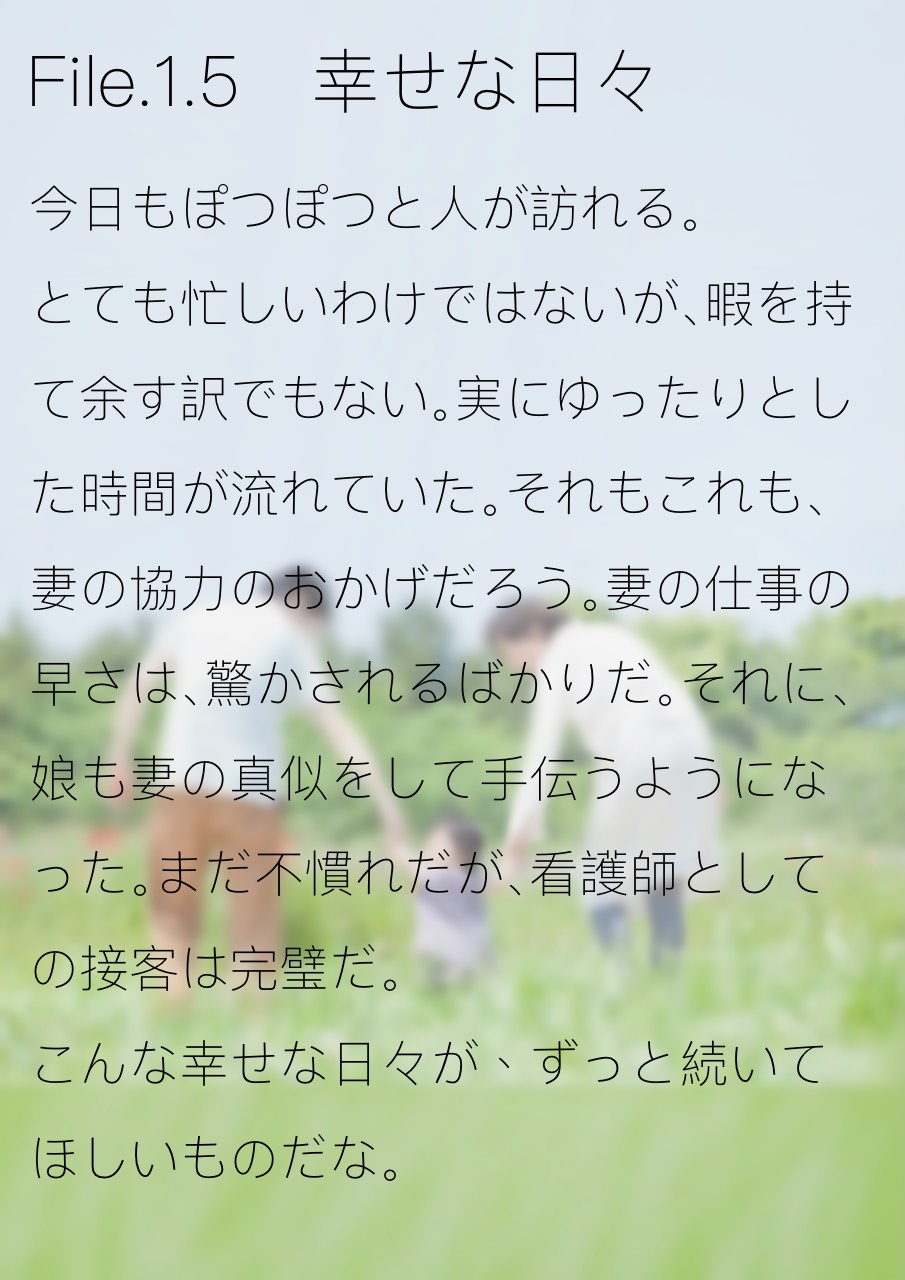 File.1.5　幸せな日々
今日もぽつぽつと人が訪れる。
とても忙しいわけではないが、暇を持
て余す訳でもない。実にゆったりとし
た時間が流れていた。それもこれも、
妻の協力のおかげだろう。妻の仕事の
早さは、驚かされるばかりだ。それに、
娘も妻の真似をして手伝うようにな
った。まだ不慣れだが、看護師として
の接客は完璧だ。
こんな幸せな日々が、ずっと続いて
ほしいものだな。